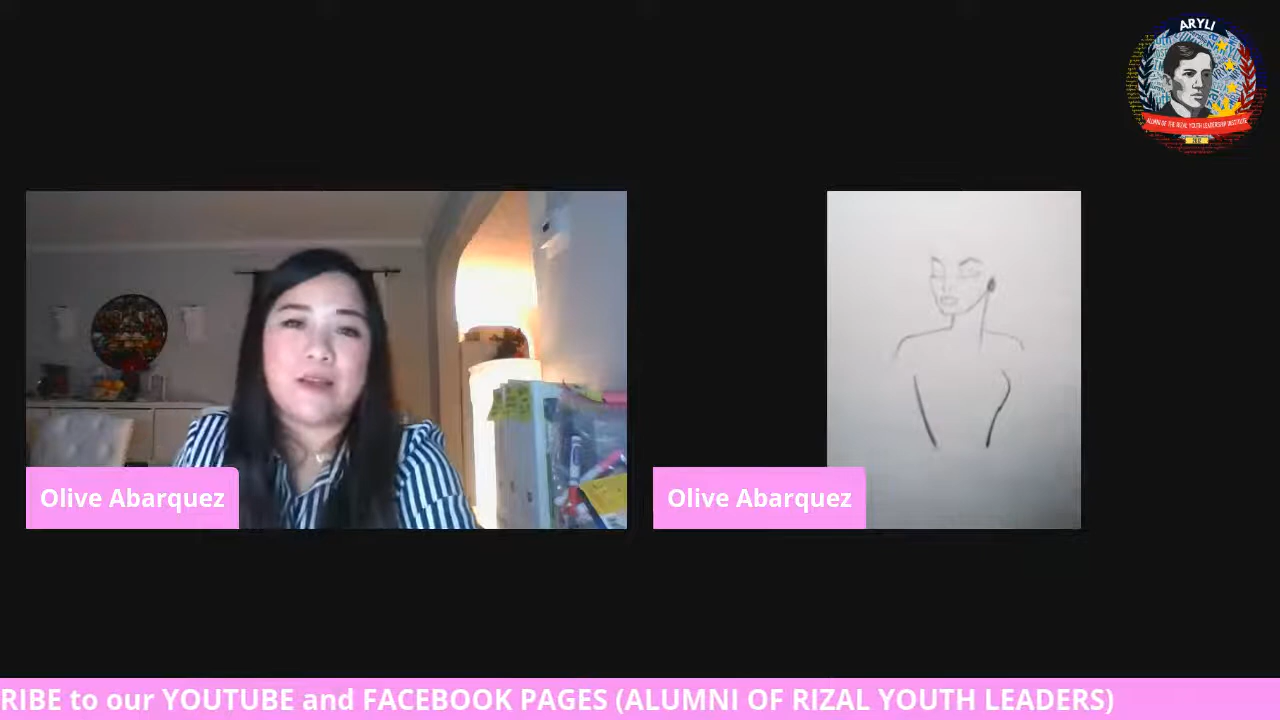 ARYLI
ALUMNI OF THE RIZAL YOUTH LEADERSHIP INSTITUTE
Olive Abarquez
Olive Abarquez
RIBE to our YOUTUBE and FACEBOOK PAGES (ALUMNI OF RIZAL YOUTH LEADERS)